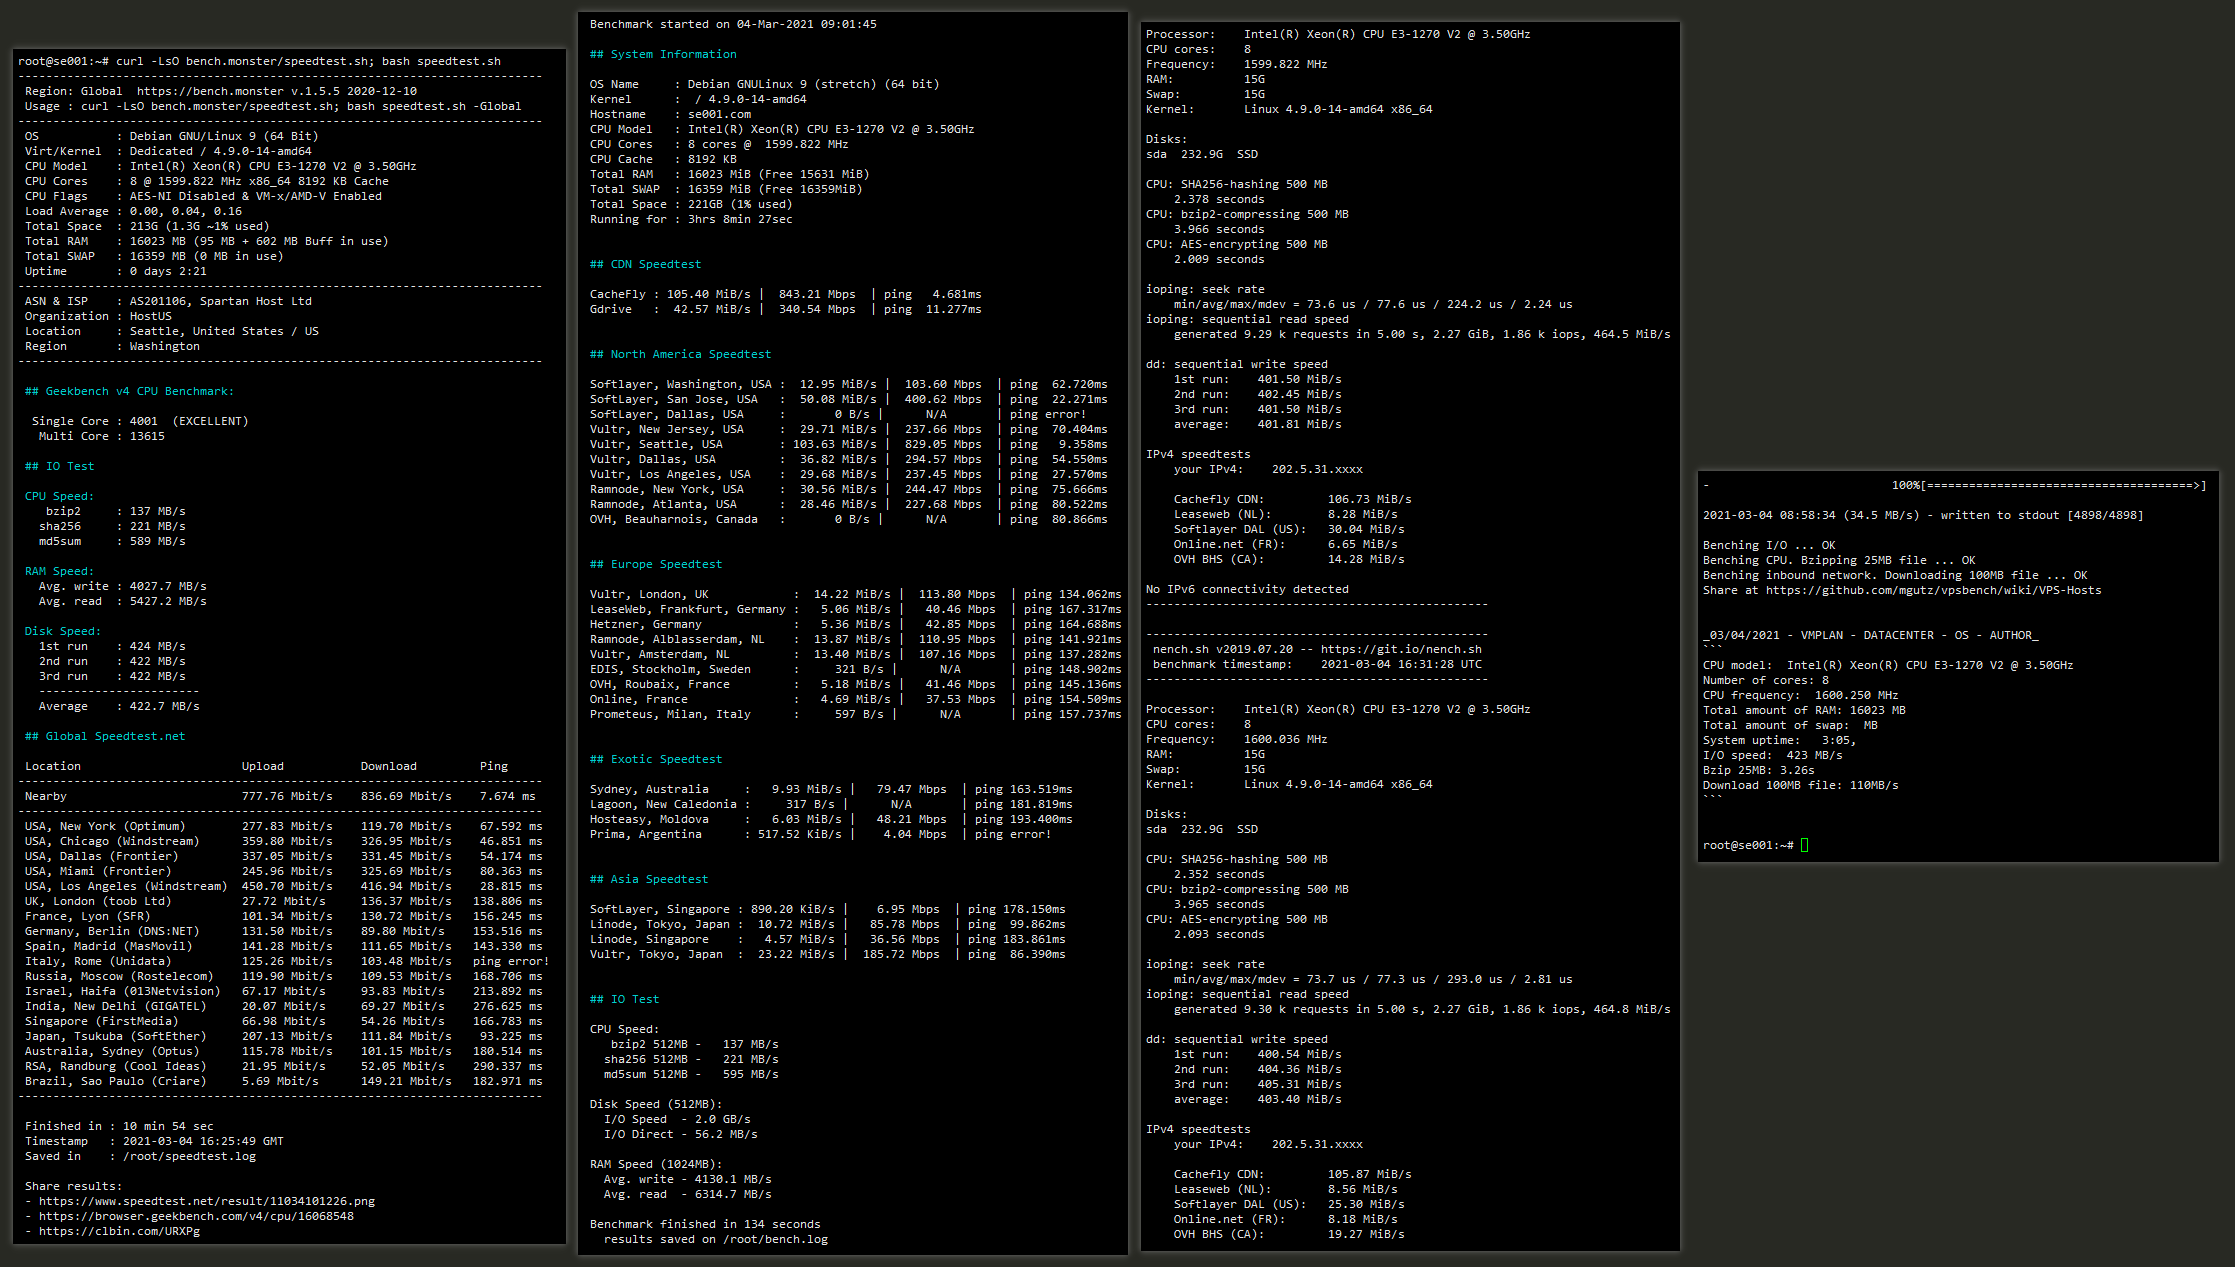 root@se001:~# curl -LsO bench.monster/speedtest.sh; bash speedtest.sh
---------------------------------------------------------------------------
Region: Global  https://bench.monster v.1.5.5 2020-12-10
Usage : curl -LsO bench.monster/speedtest.sh; bash speedtest.sh -Global
---------------------------------------------------------------------------
OS           : Debian GNU/Linux 9 (64 Bit)
Virt/Kernel  : Dedicated / 4.9.0-14-amd64
CPU Model    : Intel(R) Xeon(R) CPU E3-1270 V2 @ 3.50GHz
CPU Cores    : 8 @ 1599.822 MHz x86_64 8192 KB Cache
CPU Flags    : AES-NI Disabled & VM-x/AMD-V Enabled
Load Average : 0.00, 0.04, 0.16
Total Space  : 213G (1.3G ~1% used)
Total RAM    : 16023 MB (95 MB + 602 MB Buff in use)
Total SWAP   : 16359 MB (0 MB in use)
Uptime       : 0 days 2:21
---------------------------------------------------------------------------
ASN & ISP    : AS201106, Spartan Host Ltd
Organization : HostUS
Location     : Seattle, United States / US
Region       : Washington
---------------------------------------------------------------------------
## Geekbench v4 CPU Benchmark:
Single Core : 4001  (EXCELLENT)
Multi Core : 13615
## IO Test
CPU Speed:
bzip2     : 137 MB/s
sha256    : 221 MB/s
md5sum    : 589 MB/s
RAM Speed:
Avg. write : 4027.7 MB/s
Avg. read  : 5427.2 MB/s
Disk Speed:
1st run    : 424 MB/s
2nd run    : 422 MB/s
3rd run    : 422 MB/s
-----------------------
Average    : 422.7 MB/s
## Global Speedtest.net
Location                       Upload           Download         Ping
---------------------------------------------------------------------------
Nearby                         777.76 Mbit/s    836.69 Mbit/s    7.674 ms
---------------------------------------------------------------------------
USA, New York (Optimum)        277.83 Mbit/s    119.70 Mbit/s    67.592 ms
USA, Chicago (Windstream)      359.80 Mbit/s    326.95 Mbit/s    46.851 ms
USA, Dallas (Frontier)         337.05 Mbit/s    331.45 Mbit/s    54.174 ms
USA, Miami (Frontier)          245.96 Mbit/s    325.69 Mbit/s    80.363 ms
USA, Los Angeles (Windstream)  450.70 Mbit/s    416.94 Mbit/s    28.815 ms
UK, London (toob Ltd)          27.72 Mbit/s     136.37 Mbit/s   138.806 ms
France, Lyon (SFR)             101.34 Mbit/s    130.72 Mbit/s   156.245 ms
Germany, Berlin (DNS:NET)      131.50 Mbit/s    89.80 Mbit/s    153.516 ms
Spain, Madrid (MasMovil)       141.28 Mbit/s    111.65 Mbit/s   143.330 ms
Italy, Rome (Unidata)          125.26 Mbit/s    103.48 Mbit/s   ping error!
Russia, Moscow (Rostelecom)    119.90 Mbit/s    109.53 Mbit/s   168.706 ms
Israel, Haifa (013Netvision)   67.17 Mbit/s     93.83 Mbit/s    213.892 ms
India, New Delhi (GIGATEL)     20.07 Mbit/s     69.27 Mbit/s    276.625 ms
Singapore (FirstMedia)         66.98 Mbit/s     54.26 Mbit/s    166.783 ms
Japan, Tsukuba (SoftEther)     207.13 Mbit/s    111.84 Mbit/s    93.225 ms
Australia, Sydney (Optus)      115.78 Mbit/s    101.15 Mbit/s   180.514 ms
RSA, Randburg (Cool Ideas)     21.95 Mbit/s     52.05 Mbit/s    290.337 ms
Brazil, Sao Paulo (Criare)     5.69 Mbit/s      149.21 Mbit/s   182.971 ms
---------------------------------------------------------------------------
Finished in : 10 min 54 sec
Timestamp   : 2021-03-04 16:25:49 GMT
Saved in    : /root/speedtest.log
Share results:
- https://www.speedtest.net/result/11034101226.png
- https://browser.geekbench.com/v4/cpu/16068548
- https://clbin.com/URXPg
Benchmark started on 04-Mar-2021 09:01:45
## System Information
OS Name     : Debian GNULinux 9 (stretch) (64 bit)
Kernel      :  / 4.9.0-14-amd64
Hostname    : se001.com
CPU Model   : Intel(R) Xeon(R) CPU E3-1270 V2 @ 3.50GHz
CPU Cores   : 8 cores @  1599.822 MHz
CPU Cache   : 8192 KB
Total RAM   : 16023 MiB (Free 15631 MiB)
Total SWAP  : 16359 MiB (Free 16359MiB)
Total Space : 221GB (1% used)
Running for : 3hrs 8min 27sec
## CDN Speedtest
CacheFly : 105.40 MiB/s |  843.21 Mbps  | ping   4.681ms
Gdrive   :  42.57 MiB/s |  340.54 Mbps  | ping  11.277ms
## North America Speedtest
Softlayer, Washington, USA :  12.95 MiB/s |  103.60 Mbps  | ping  62.720ms
SoftLayer, San Jose, USA   :  50.08 MiB/s |  400.62 Mbps  | ping  22.271ms
SoftLayer, Dallas, USA     :       0 B/s |      N/A       | ping error!
Vultr, New Jersey, USA     :  29.71 MiB/s |  237.66 Mbps  | ping  70.404ms
Vultr, Seattle, USA        : 103.63 MiB/s |  829.05 Mbps  | ping   9.358ms
Vultr, Dallas, USA         :  36.82 MiB/s |  294.57 Mbps  | ping  54.550ms
Vultr, Los Angeles, USA    :  29.68 MiB/s |  237.45 Mbps  | ping  27.570ms
Ramnode, New York, USA     :  30.56 MiB/s |  244.47 Mbps  | ping  75.666ms
Ramnode, Atlanta, USA      :  28.46 MiB/s |  227.68 Mbps  | ping  80.522ms
OVH, Beauharnois, Canada   :       0 B/s |      N/A       | ping  80.866ms
## Europe Speedtest
Vultr, London, UK            :  14.22 MiB/s |  113.80 Mbps  | ping 134.062ms
LeaseWeb, Frankfurt, Germany :   5.06 MiB/s |   40.46 Mbps  | ping 167.317ms
Hetzner, Germany             :   5.36 MiB/s |   42.85 Mbps  | ping 164.688ms
Ramnode, Alblasserdam, NL    :  13.87 MiB/s |  110.95 Mbps  | ping 141.921ms
Vultr, Amsterdam, NL         :  13.40 MiB/s |  107.16 Mbps  | ping 137.282ms
EDIS, Stockholm, Sweden      :     321 B/s |      N/A       | ping 148.902ms
OVH, Roubaix, France         :   5.18 MiB/s |   41.46 Mbps  | ping 145.136ms
Online, France               :   4.69 MiB/s |   37.53 Mbps  | ping 154.509ms
Prometeus, Milan, Italy      :     597 B/s |      N/A       | ping 157.737ms
## Exotic Speedtest
Sydney, Australia     :   9.93 MiB/s |   79.47 Mbps  | ping 163.519ms
Lagoon, New Caledonia :     317 B/s |     N/A       | ping 181.819ms
Hosteasy, Moldova     :   6.03 MiB/s |   48.21 Mbps  | ping 193.400ms
Prima, Argentina      : 517.52 KiB/s |    4.04 Mbps  | ping error!
## Asia Speedtest
SoftLayer, Singapore : 890.20 KiB/s |    6.95 Mbps  | ping 178.150ms
Linode, Tokyo, Japan :  10.72 MiB/s |   85.78 Mbps  | ping  99.862ms
Linode, Singapore    :   4.57 MiB/s |   36.56 Mbps  | ping 183.861ms
Vultr, Tokyo, Japan  :  23.22 MiB/s |  185.72 Mbps  | ping  86.390ms
## IO Test
CPU Speed:
bzip2 512MB -   137 MB/s
sha256 512MB -   221 MB/s
md5sum 512MB -   595 MB/s
Disk Speed (512MB):
I/O Speed  - 2.0 GB/s
I/O Direct - 56.2 MB/s
RAM Speed (1024MB):
Avg. write - 4130.1 MB/s
Avg. read  - 6314.7 MB/s
Benchmark finished in 134 seconds
results saved on /root/bench.log
Processor:    Intel(R) Xeon(R) CPU E3-1270 V2 @ 3.50GHz
CPU cores:    8
Frequency:    1599.822 MHz
RAM:          15G
Swap:         15G
Kernel:       Linux 4.9.0-14-amd64 x86_64
Disks:
sda  232.9G  SSD
CPU: SHA256-hashing 500 MB
2.378 seconds
CPU: bzip2-compressing 500 MB
3.966 seconds
CPU: AES-encrypting 500 MB
2.009 seconds
ioping: seek rate
min/avg/max/mdev = 73.6 us / 77.6 us / 224.2 us / 2.24 us
ioping: sequential read speed
generated 9.29 k requests in 5.00 s, 2.27 GiB, 1.86 k iops, 464.5 MiB/s
dd: sequential write speed
1st run:    401.50 MiB/s
2nd run:    402.45 MiB/s
3rd run:    401.50 MiB/s
average:    401.81 MiB/s
IPv4 speedtests
your IPv4:    202.5.31.xxxx
Cachefly CDN:         106.73 MiB/s
Leaseweb (NL):        8.28 MiB/s
Softlayer DAL (US):   30.04 MiB/s
Online.net (FR):      6.65 MiB/s
OVH BHS (CA):         14.28 MiB/s
No IPv6 connectivity detected
-------------------------------------------------
-------------------------------------------------
nench.sh v2019.07.20 -- https://git.io/nench.sh
benchmark timestamp:    2021-03-04 16:31:28 UTC
-------------------------------------------------
Processor:    Intel(R) Xeon(R) CPU E3-1270 V2 @ 3.50GHz
CPU cores:    8
Frequency:    1600.036 MHz
RAM:          15G
Swap:         15G
Kernel:       Linux 4.9.0-14-amd64 x86_64
Disks:
sda  232.9G  SSD
CPU: SHA256-hashing 500 MB
2.352 seconds
CPU: bzip2-compressing 500 MB
3.965 seconds
CPU: AES-encrypting 500 MB
2.093 seconds
ioping: seek rate
min/avg/max/mdev = 73.7 us / 77.3 us / 293.0 us / 2.81 us
ioping: sequential read speed
generated 9.30 k requests in 5.00 s, 2.27 GiB, 1.86 k iops, 464.8 MiB/s
dd: sequential write speed
1st run:    400.54 MiB/s
2nd run:    404.36 MiB/s
3rd run:    405.31 MiB/s
average:    403.40 MiB/s
IPv4 speedtests
your IPv4:    202.5.31.xxxx
Cachefly CDN:         105.87 MiB/s
Leaseweb (NL):        8.56 MiB/s
Softlayer DAL (US):   25.30 MiB/s
Online.net (FR):      8.18 MiB/s
OVH BHS (CA):         19.27 MiB/s
-                          100%[======================================>]
2021-03-04 08:58:34 (34.5 MB/s) - written to stdout [4898/4898]
Benching I/O ... OK
Benching CPU. Bzipping 25MB file ... OK
Benching inbound network. Downloading 100MB file ... OK
Share at https://github.com/mgutz/vpsbench/wiki/VPS-Hosts
_03/04/2021 - VMPLAN - DATACENTER - OS - AUTHOR_
```
CPU model:  Intel(R) Xeon(R) CPU E3-1270 V2 @ 3.50GHz
Number of cores: 8
CPU frequency:  1600.250 MHz
Total amount of RAM: 16023 MB
Total amount of swap:  MB
System uptime:   3:05,
I/O speed:  423 MB/s
Bzip 25MB: 3.26s
Download 100MB file: 110MB/s
```
root@se001:~#